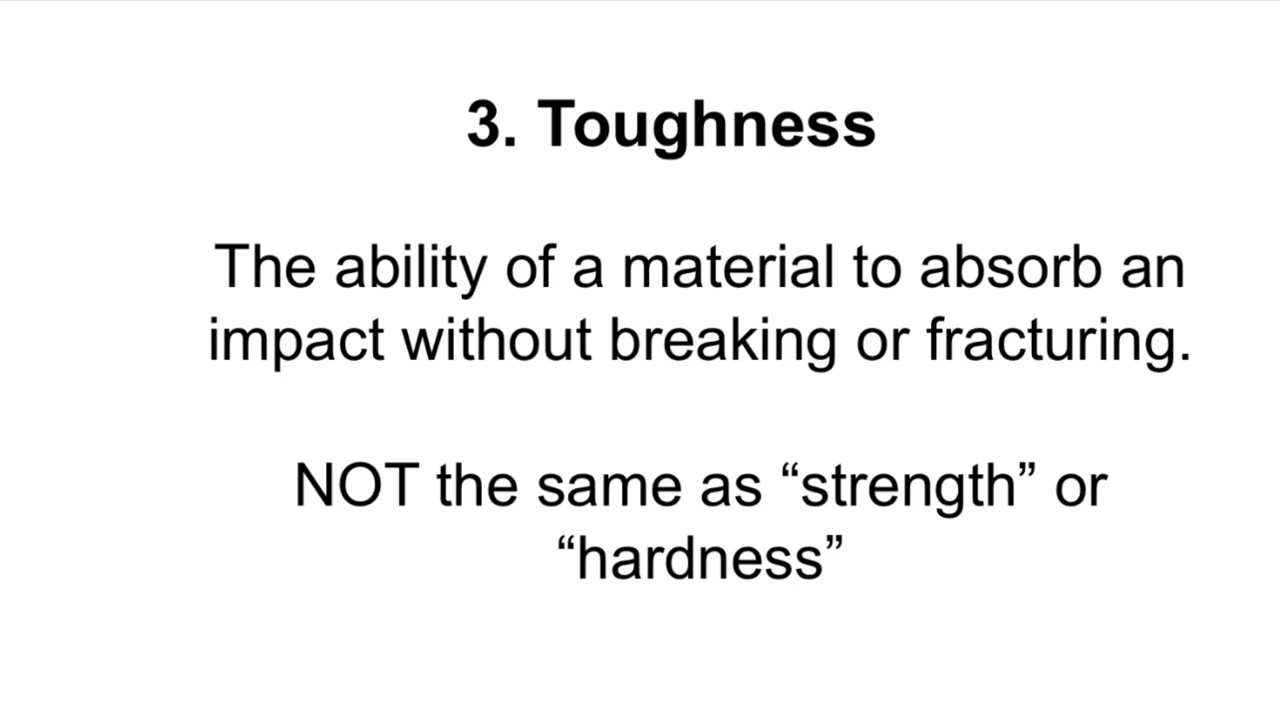 3. Toughness
The ability of a material to absorb an
impact without breaking or fracturing.
NOT the same as “strength” or
“hardness”